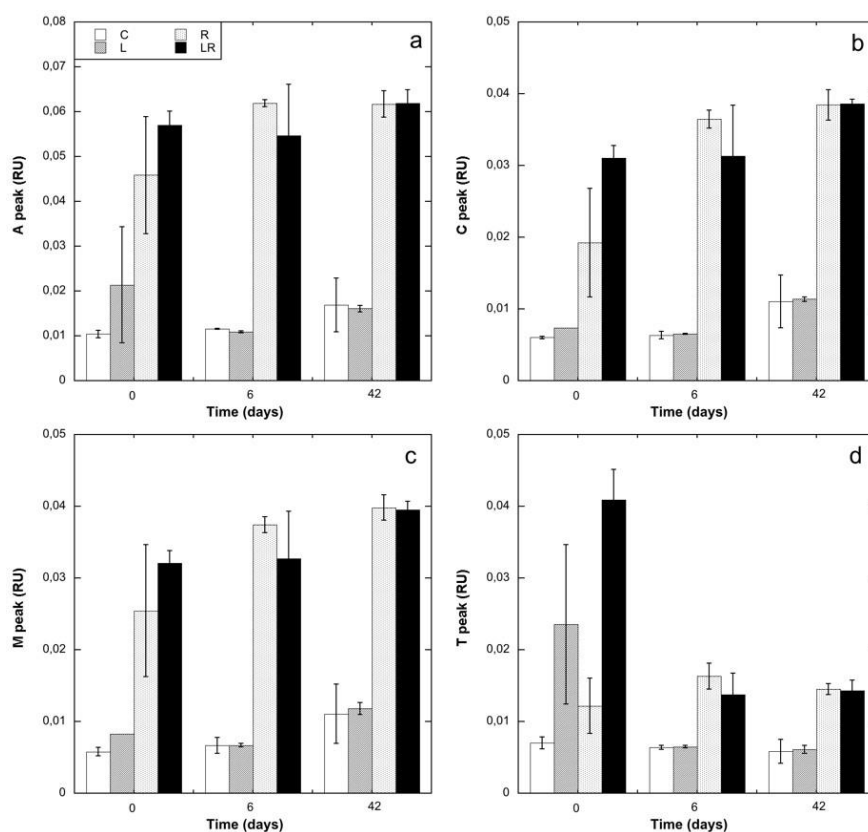 0,08
0,07
0,06
0,05
0,04
0,03
0,02
0,01
0
A peak (RU)
C R
L LR
a
0 6 42
Time (days)
0,05
0,04
0,03
0,02
0,01
0
C peak (RU)
b
0 6 42
Time (days)
0,05
0,04
0,03
0,02
0,01
0
M peak (RU)
c
0 6 42
Time (days)
0,05
0,04
0,03
0,02
0,01
0
T peak (RU)
d
0 6 42
Time (days)